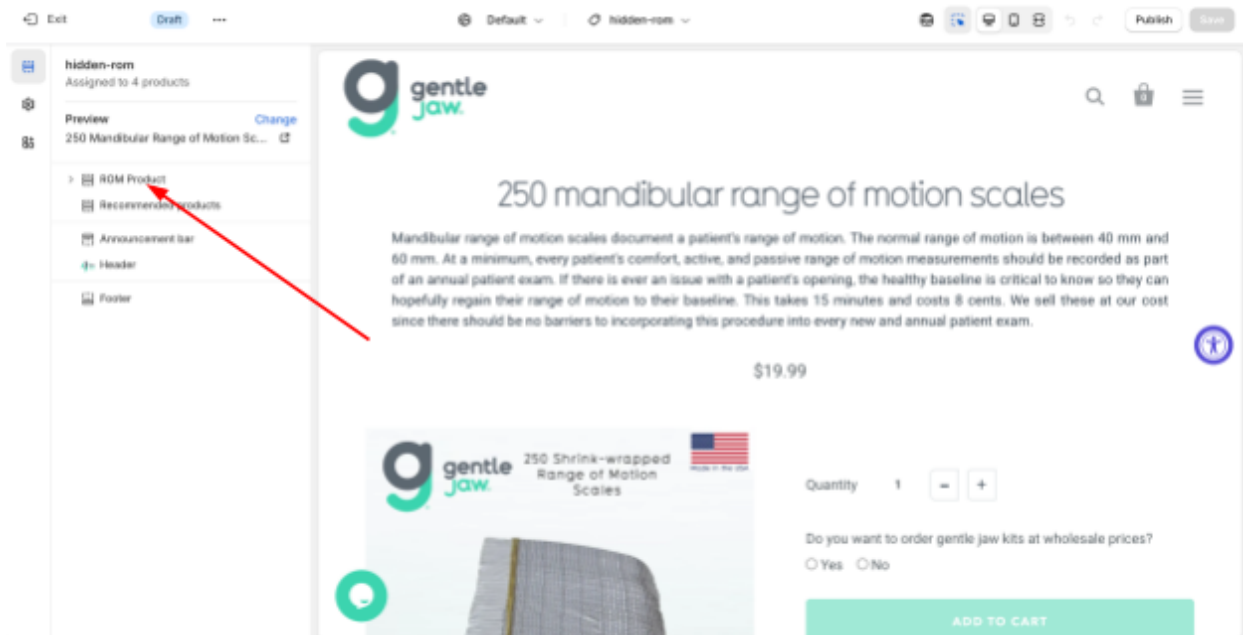 Exit
Draft
Default
hidden-rom
Publish
Save
hidden-rom
Assigned to 4 products
Preview
Change
250 Mandibular Range of Motion Sc...
ROM Product
Recommended products
Announcement bar
Header
Footer
gentle
jaw.
0
250 mandibular range of motion scales
Mandibular range of motion scales document a patient's range of motion. The normal range of motion is between 40 mm and
60 mm. At a minimum, every patient's comfort, active, and passive range of motion measurements should be recorded as part
of an annual patient exam. If there is ever an issue with a patient's opening, the healthy baseline is critical to know so they can
hopefully regain their range of motion to their baseline. This takes 15 minutes and costs 8 cents. We sell these at our cost
since there should be no barriers to incorporating this procedure into every new and annual patient exam.
$19.99
gentle
jaw.
250 Shrink-wrapped
Range of Motion
Scales
Made in the USA
Quantity 1 - +
Do you want to order gentle jaw kits at wholesale prices?
Yes No
ADD TO CART